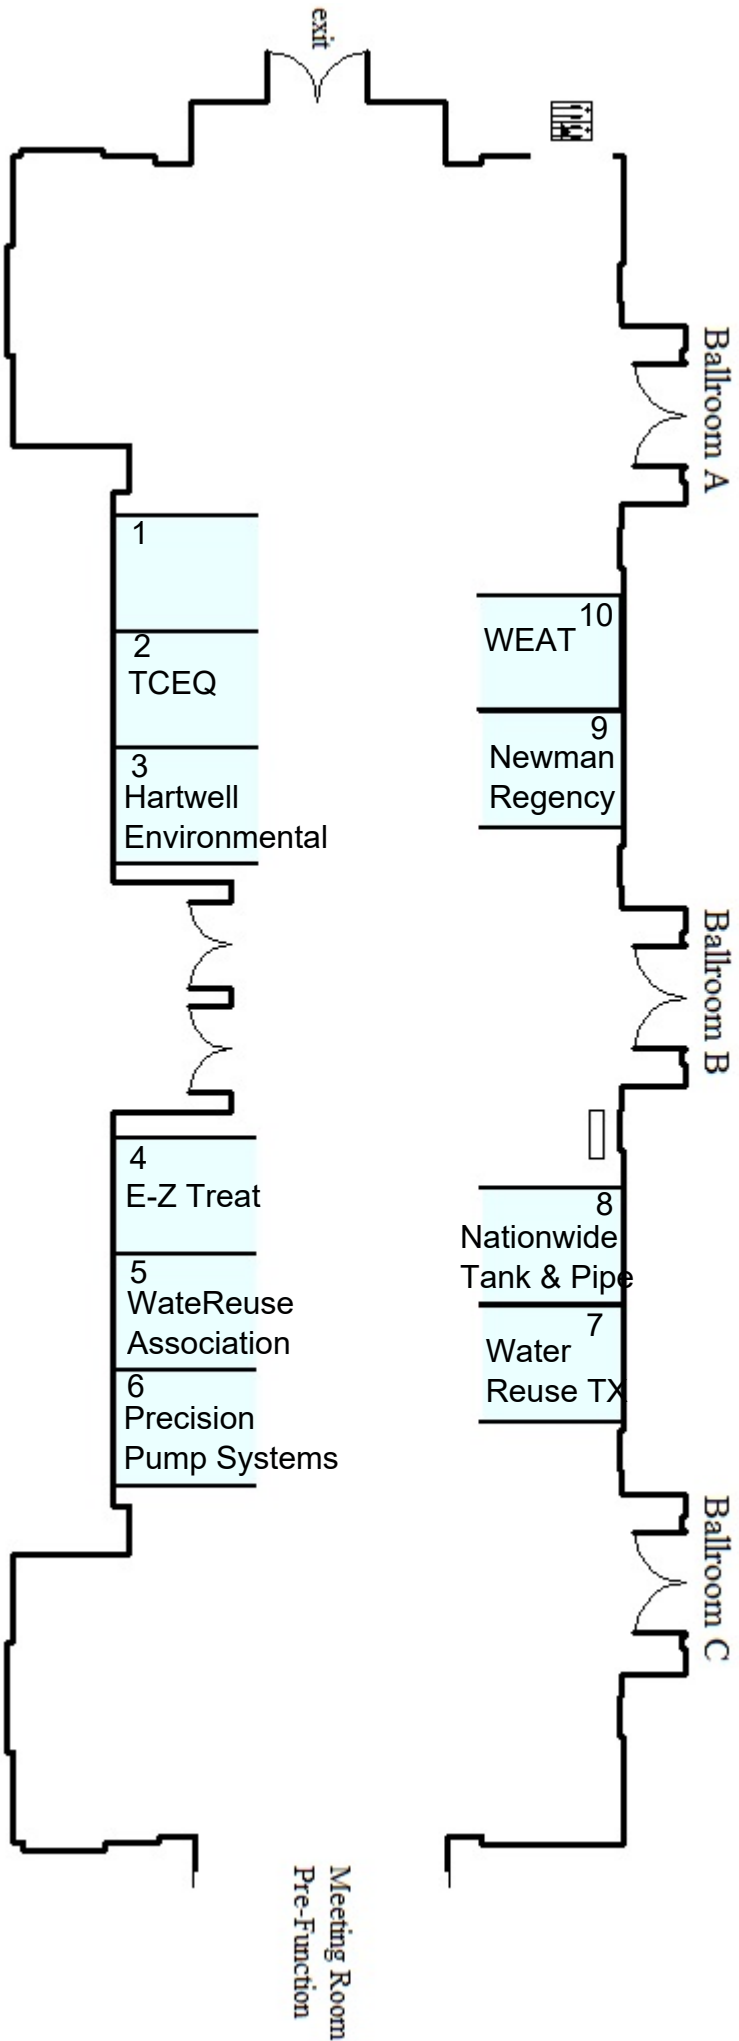 exit
Ballroom A
1
10
WEAT
2
TCEQ
9
Newman
Regency
3
Hartwell
Environmental
Ballroom B
4
E-Z Treat
8
Nationwide
Tank & Pipe
5
WateReuse
Association
7
Water
Reuse TX
6
Precision
Pump Systems
Ballroom C
Meeting Room
Pre-Function